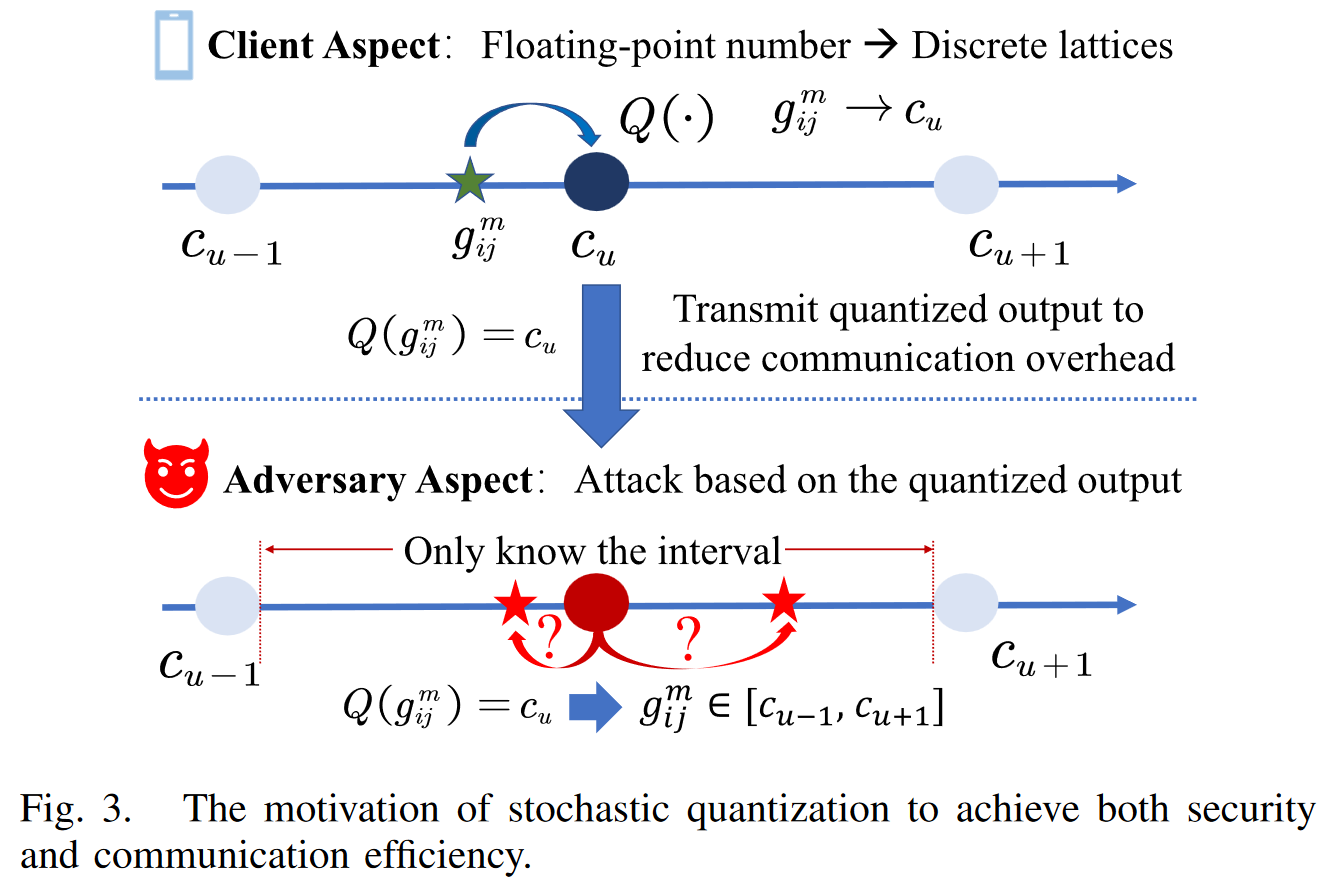 Client Aspect： Floating-point number → Discrete lattices
Q(·) g_{ij}^m → c_u
c_{u−1} g_{ij}^m c_u c_{u+1}
Q(g_{ij}^m) = c_u
Transmit quantized output to
reduce communication overhead
Adversary Aspect： Attack based on the quantized output
Only know the interval
? ?
c_{u−1} c_{u+1}
Q(g_{ij}^m) = c_u g_{ij}^m ∈ [c_{u−1}, c_{u+1}]
Fig. 3. The motivation of stochastic quantization to achieve both security
and communication efficiency.